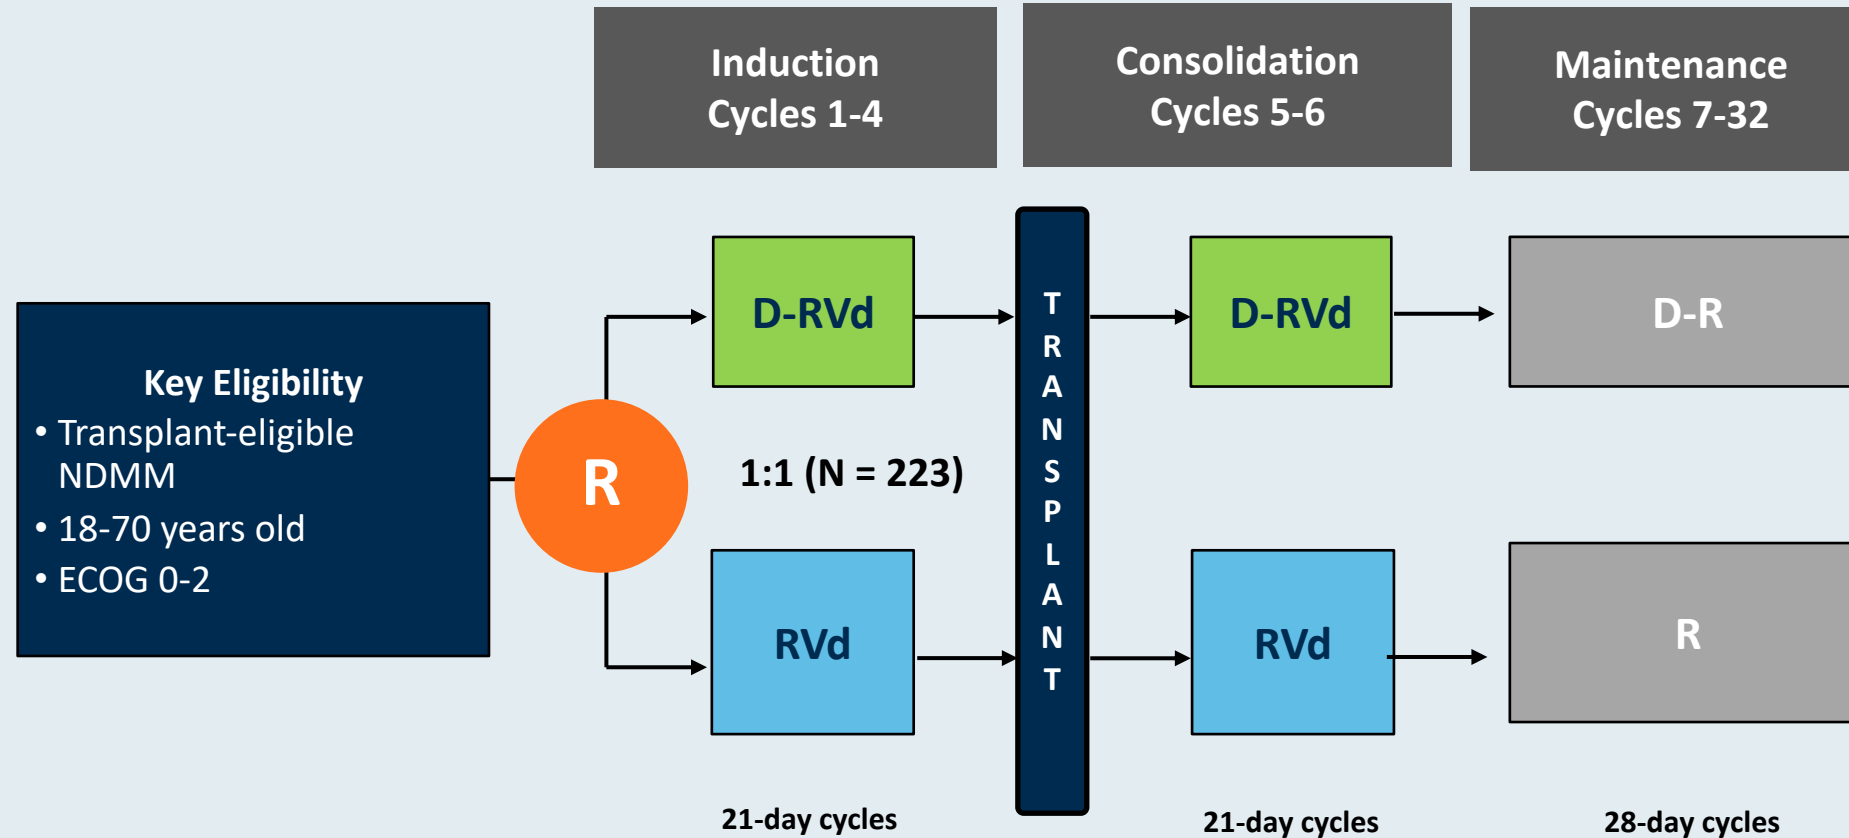 Induction
Cycles 1-4
Consolidation
Cycles 5-6
Maintenance
Cycles 7-32
Key Eligibility
• Transplant-eligible
NDMM
• 18-70 years old
• ECOG 0-2
R
D-RVd
1:1 (N = 223)
RVd
T
R
A
N
S
P
L
A
N
T
D-RVd
RVd
D-R
R
21-day cycles
21-day cycles
28-day cycles